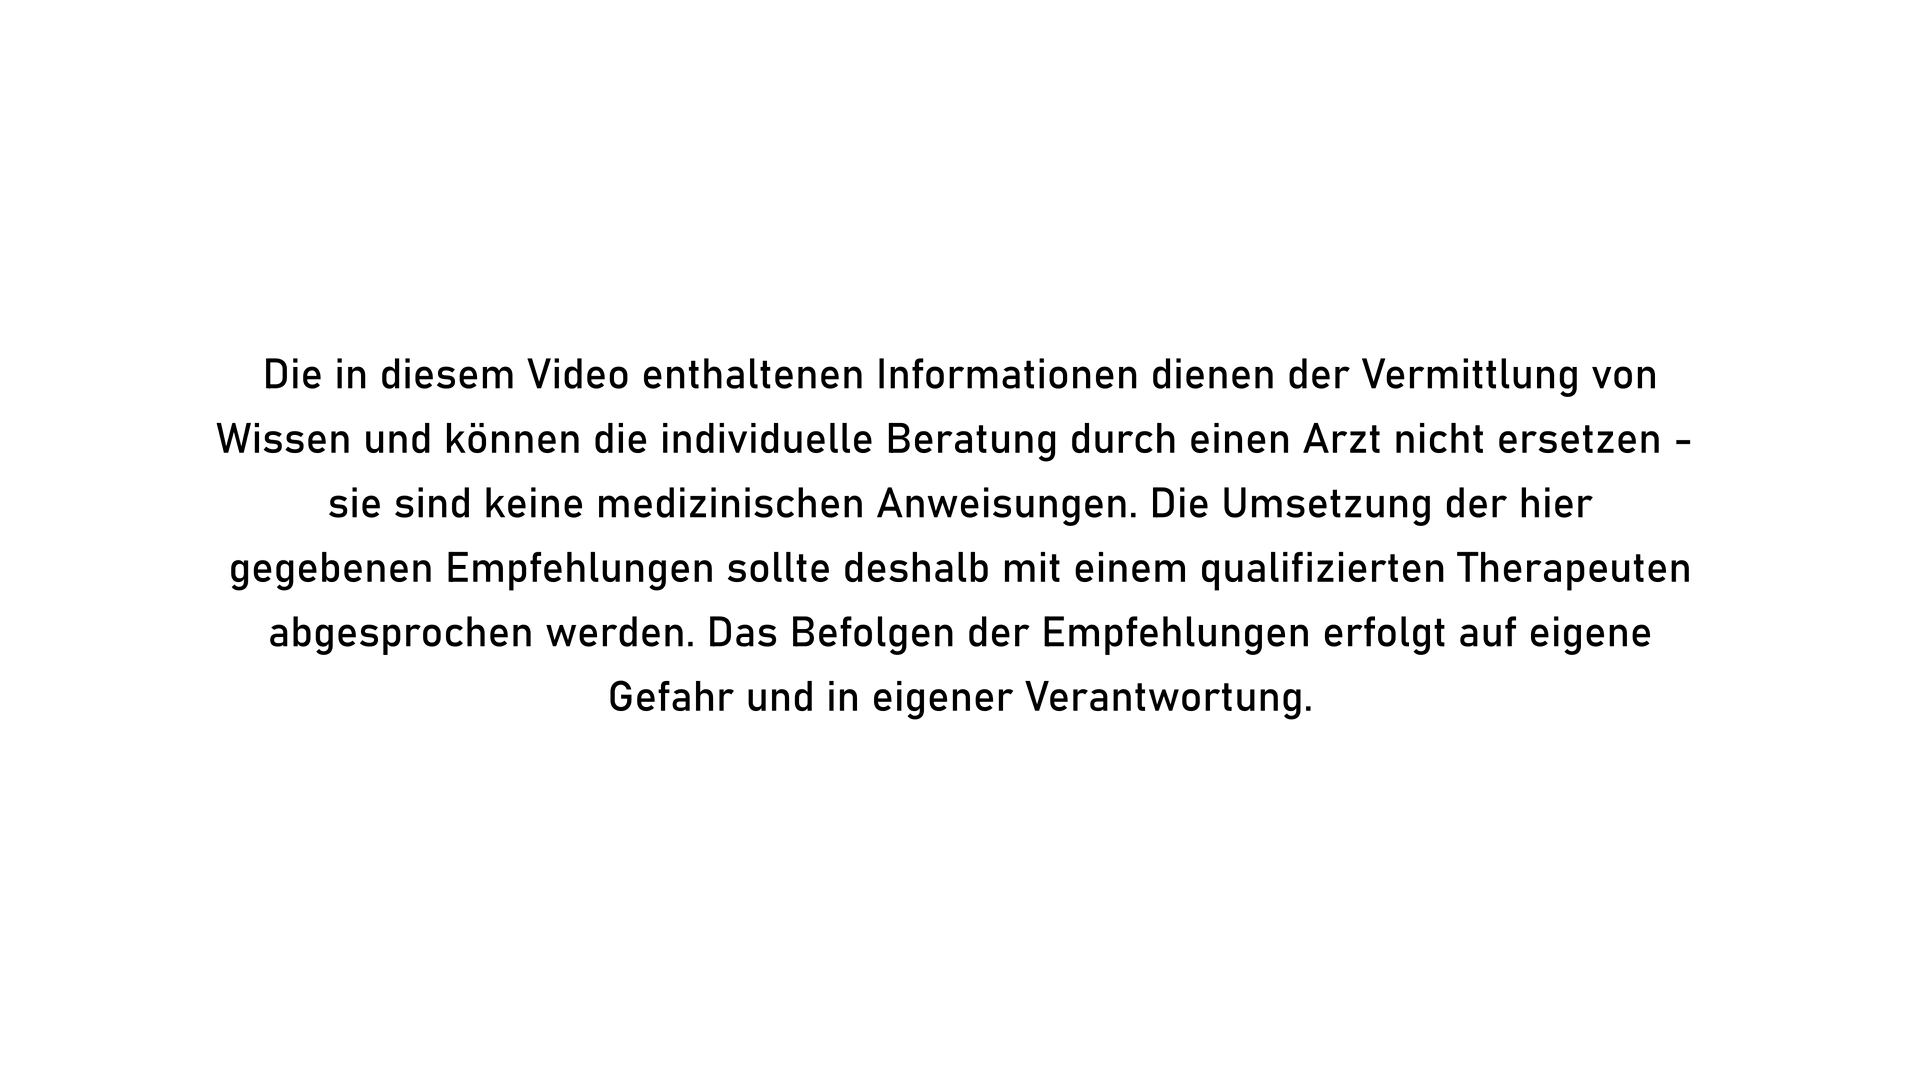 Die in diesem Video enthaltenen Informationen dienen der Vermittlung von
Wissen und können die individuelle Beratung durch einen Arzt nicht ersetzen -
sie sind keine medizinischen Anweisungen. Die Umsetzung der hier
gegebenen Empfehlungen sollte deshalb mit einem qualifizierten Therapeuten
abgesprochen werden. Das Befolgen der Empfehlungen erfolgt auf eigene
Gefahr und in eigener Verantwortung.